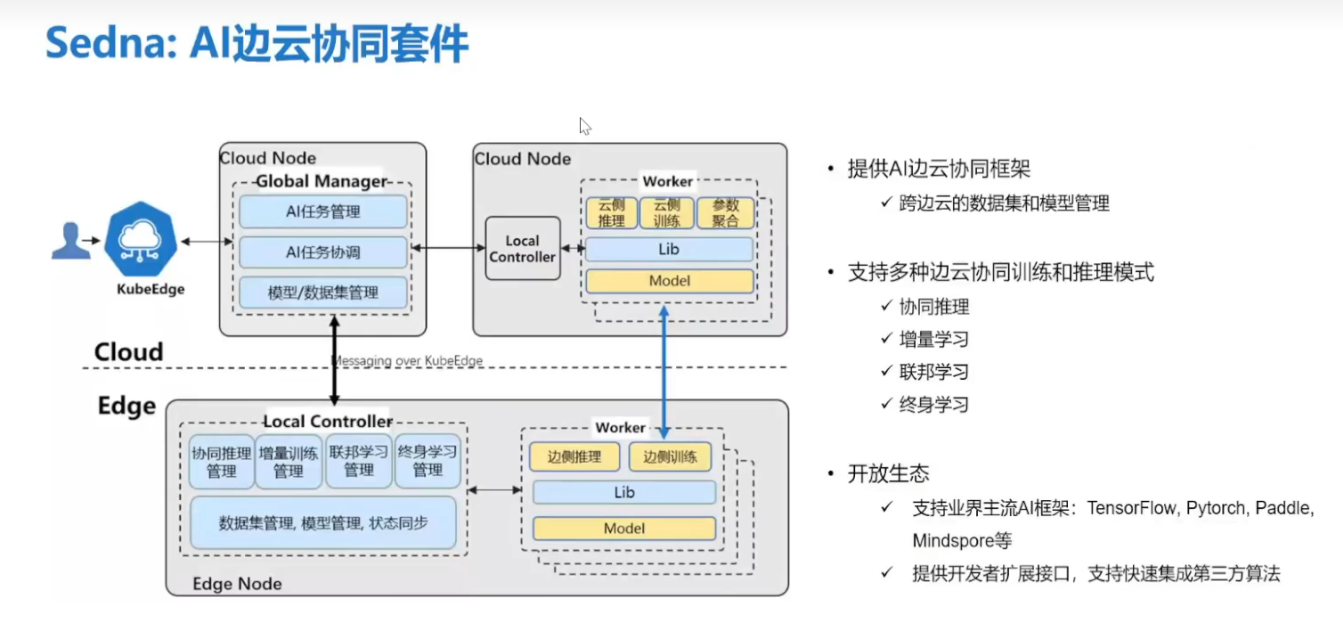 Sedna: AI边云协同套件
Cloud Node
Global Manager
AI任务管理
AI任务协调
模型/数据集管理
KubeEdge
Cloud Node
Local
Controller
Worker
云侧
推理
云侧
训练
参数
聚合
Lib
Model
Cloud
Messaging over KubeEdge
Edge
Local Controller
协同推理
管理
增量训练
管理
联邦学习
管理
终身学习
管理
数据集管理, 模型管理, 状态同步
Edge Node
Worker
边侧推理
边侧训练
Lib
Model
• 提供AI边云协同框架
✓ 跨边云的数据集和模型管理
• 支持多种边云协同训练和推理模式
✓ 协同推理
✓ 增量学习
✓ 联邦学习
✓ 终身学习
• 开放生态
✓ 支持业界主流AI框架：TensorFlow, Pytorch, Paddle,
Mindspore等
✓ 提供开发者扩展接口，支持快速集成第三方算法